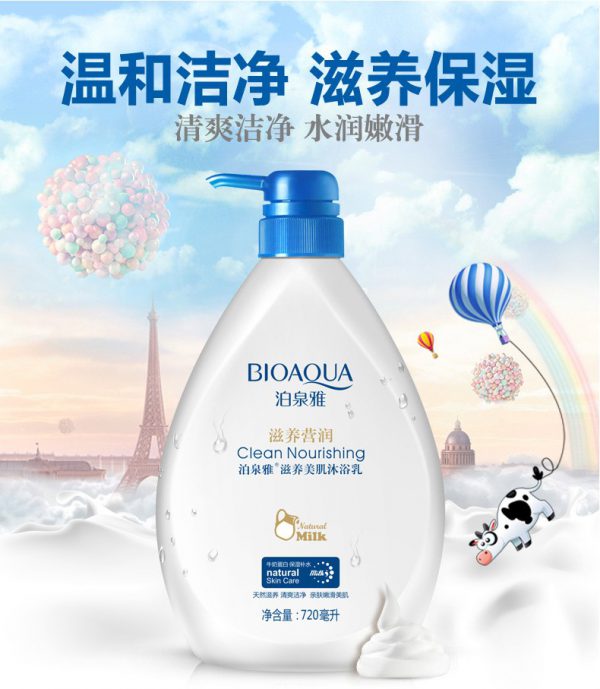 温和洁净 滋养保湿
清爽洁净 水润嫩滑
BIOAQUA
泊泉雅
滋养营润
Clean Nourishing
泊泉雅®滋养美肌沐浴乳
Natural
Milk
牛奶蛋白 保湿补水
natural
Skin Care
milk
天然滋养 清爽洁净 亲肤嫩滑美肌
净含量:720毫升